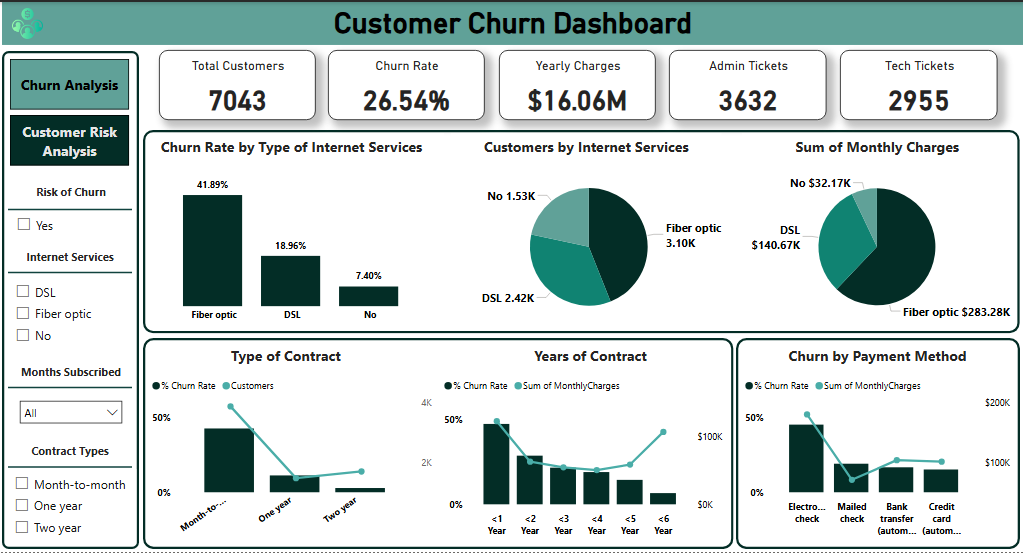 Customer Churn Dashboard
Churn Analysis
Customer Risk
Analysis
Risk of Churn
Yes
Internet Services
DSL
Fiber optic
No
Months Subscribed
All
Contract Types
Month-to-month
One year
Two year
Total Customers
7043
Churn Rate
26.54%
Yearly Charges
$16.06M
Admin Tickets
3632
Tech Tickets
2955
Churn Rate by Type of Internet Services
41.89%
18.96%
7.40%
Fiber optic
DSL
No
Customers by Internet Services
No 1.53K
Fiber optic
3.10K
DSL 2.42K
Sum of Monthly Charges
No $32.17K
DSL
$140.67K
Fiber optic $283.28K
Type of Contract
% Churn Rate
Customers
4K
50%
2K
0%
Month-to-...
One year
Two year
Years of Contract
% Churn Rate
Sum of MonthlyCharges
50%
$100K
0%
$0K
<1
Year
<2
Year
<3
Year
<4
Year
<5
Year
<6
Year
Churn by Payment Method
% Churn Rate
Sum of MonthlyCharges
$200K
50%
$100K
0%
Electro...
check
Mailed
check
Bank
transfer
(autom...
Credit
card
(autom...